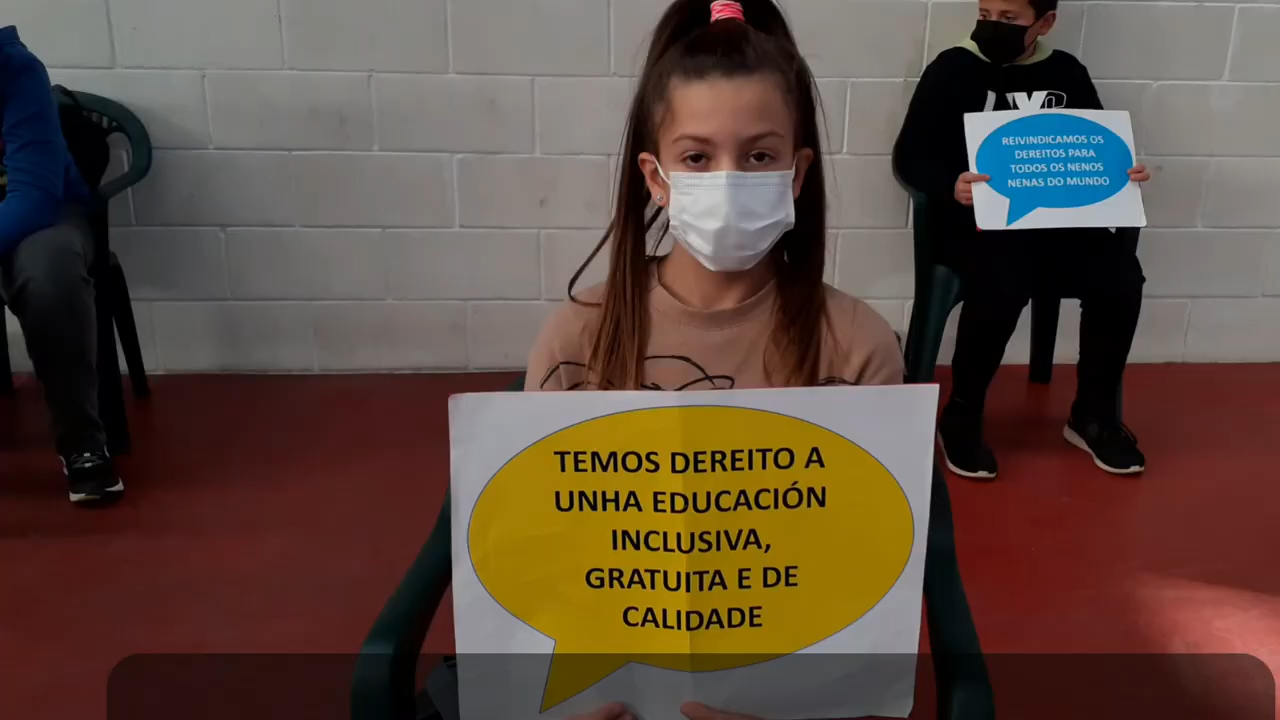 REIVINDICAMOS OS
DEREITOS PARA
TODOS OS NENOS
NENAS DO MUNDO
TEMOS DEREITO A
UNHA EDUCACIÓN
INCLUSIVA,
GRATUITA E DE
CALIDADE